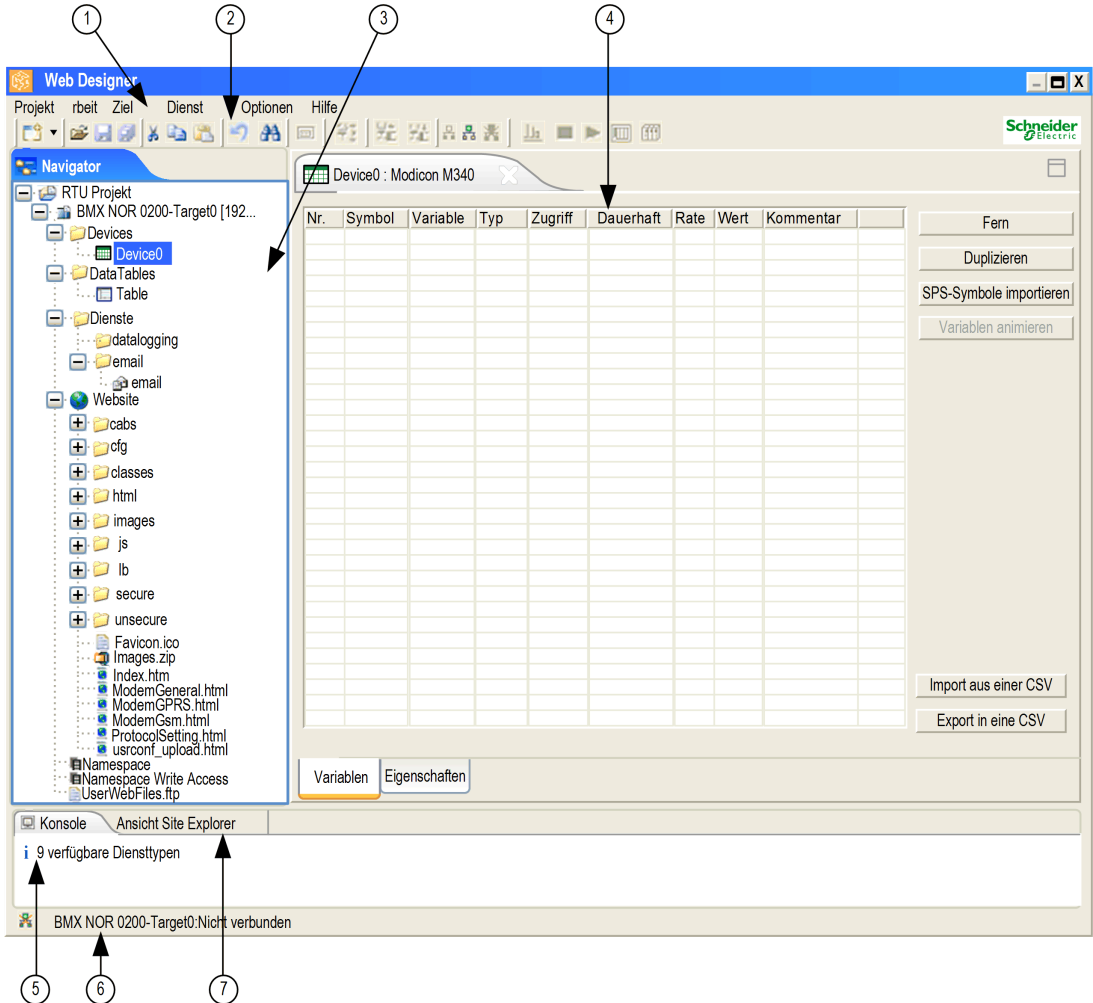 1 2 3 4
Web Designer
Projekt rbeit Ziel Dienst Optionen Hilfe
Schneider Electric
Navigator
RTU Projekt
BMX NOR 0200-Target0 [192...
Devices
Device0
DataTables
Table
Dienste
datalogging
email
email
Website
cabs
cfg
classes
html
images
js
lb
secure
unsecure
Favicon.ico
Images.zip
Index.htm
ModemGeneral.html
ModemGPRS.html
ModemGsm.html
ProtocolSetting.html
usrconf_upload.html
Namespace
Namespace Write Access
UserWebFiles.ftp
Device0 : Modicon M340
Nr. Symbol Variable Typ Zugriff Dauerhaft Rate Wert Kommentar
Fern
Duplizieren
SPS-Symbole importieren
Variablen animieren
Import aus einer CSV
Export in eine CSV
Variablen Eigenschaften
Konsole Ansicht Site Explorer
i 9 verfügbare Diensttypen
BMX NOR 0200-Target0:Nicht verbunden
5 6 7